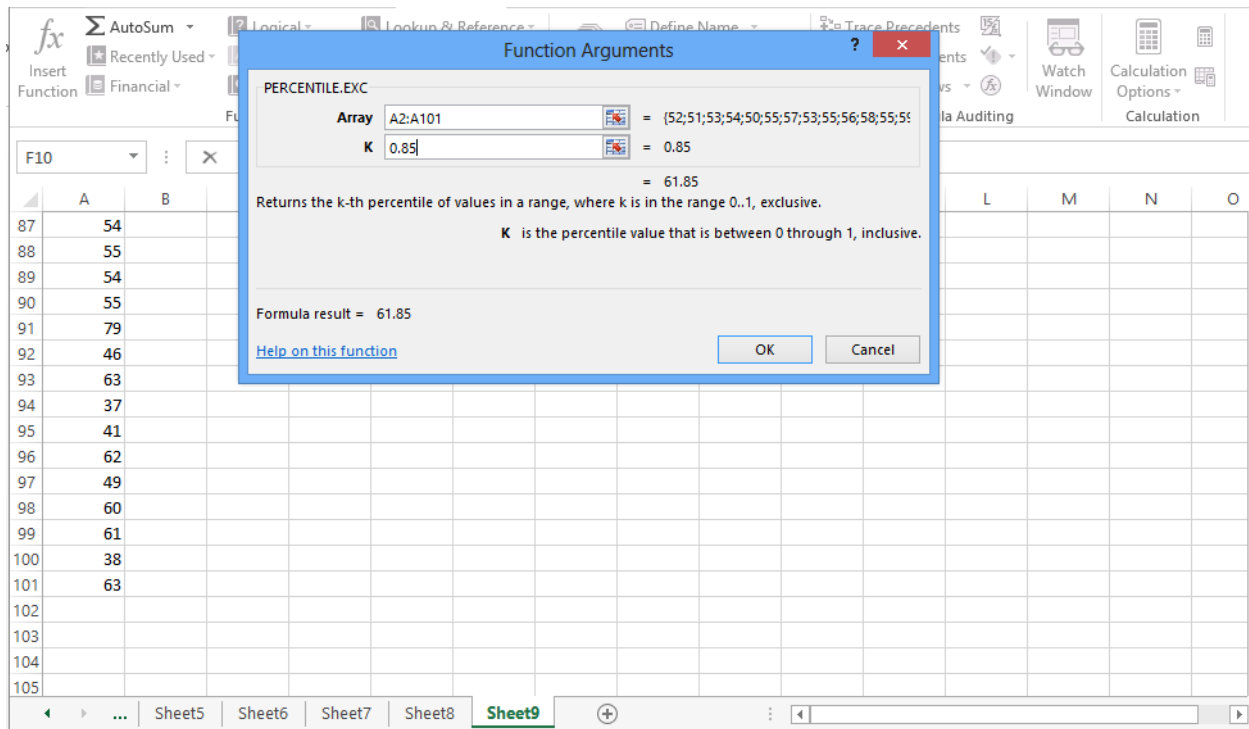 fx
AutoSum
Logical
Lookup & Reference
Define Name
Trace Precedents
Recently Used
Insert
Function
Financial
Watch
Window
Calculation
Options
la Auditing
Calculation
Function Arguments
?
PERCENTILE.EXC
Array A2:A101 = {52;51;53;54;50;55;57;53;55;56;58;55;59
K 0.85 = 0.85
= 61.85
Returns the k-th percentile of values in a range, where k is in the range 0..1, exclusive.
K is the percentile value that is between 0 through 1, inclusive.
Formula result = 61.85
Help on this function
OK
Cancel
F10
A B L M N O
87 54
88 55
89 54
90 55
91 79
92 46
93 63
94 37
95 41
96 62
97 49
98 60
99 61
100 38
101 63
102
103
104
105
... Sheet5 Sheet6 Sheet7 Sheet8 Sheet9